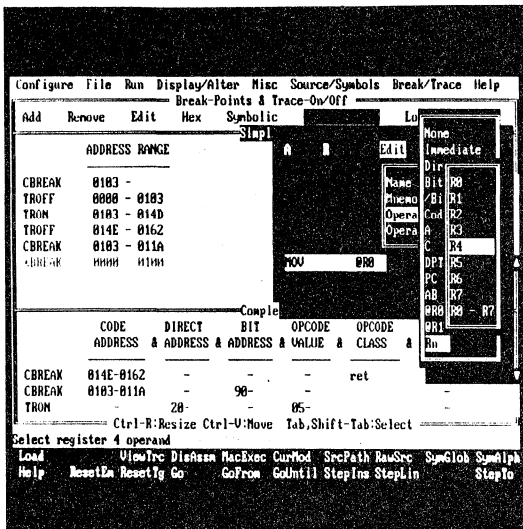 Configure File Run Display/Alter Misc Source/Symbols Break/Trace Help
Break-Points & Trace-On/Off
Add Remove Edit Hex Symbolic Lo
Simpl
ADDRESS RANGE
A R
Edit
CBREAK 0103 -
TROFF 0000 - 0103
TRON 0103 - 014D
TROFF 014E - 0162
CBREAK 0103 - 011A
CBREAK 0000 0100
MOV @R0
Name
Mnemo
Opera
Opera
None
Immediate
Dir
Bit
/Bi
Cnd
A
C
DPT
PC
AB
@R0
@R1
Rn
R0
R1
R2
R3
R4
R5
R6
R7
R0 - R7
Comple
CODE DIRECT BIT OPCODE OPCODE
ADDRESS & ADDRESS & ADDRESS & VALUE & CLASS &
CBREAK 014E-0162 - - - ret
CBREAK 0103-011A - 90- - -
TRON - 20- - 05- -
Ctrl-R:Resize Ctrl-V:Move Tab,Shift-Tab:Select
Select register 4 operand
Load ViewTrc DisAssm MacExec CurMod SrcPath RawSrc SymGlob SymAlph
Help ResetEm ResetTg Go GoFrom GoUntil StepIns StepLin StepTo